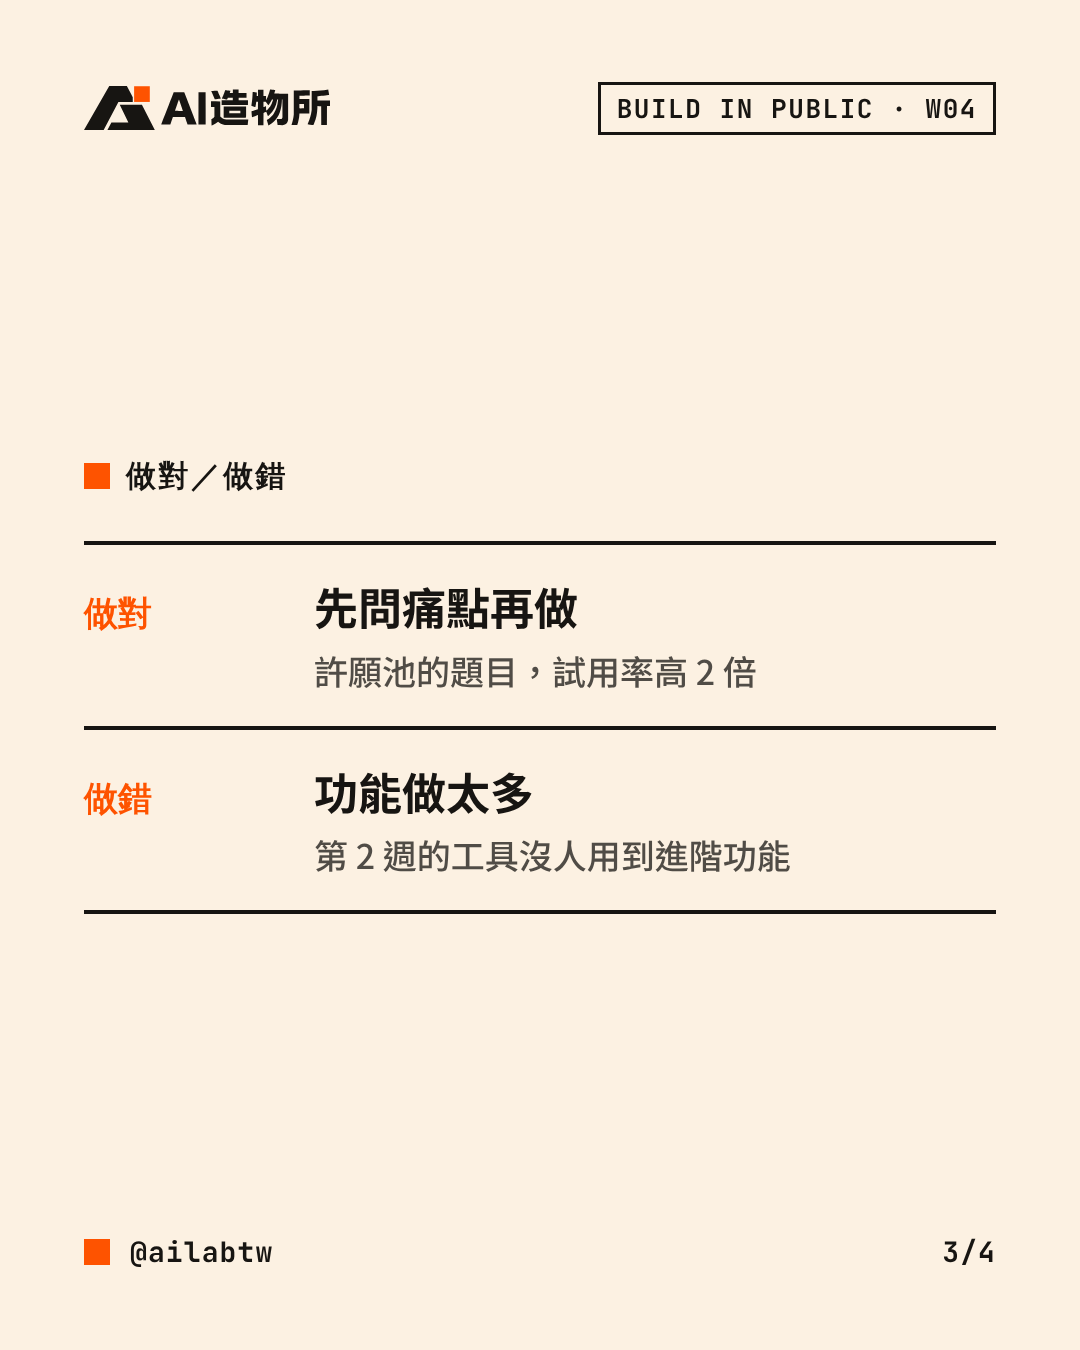 AI造物所
BUILD IN PUBLIC · W04
做對／做錯
做對
先問痛點再做
許願池的題目，試用率高 2 倍
做錯
功能做太多
第 2 週的工具沒人用到進階功能
@ailabtw
3/4